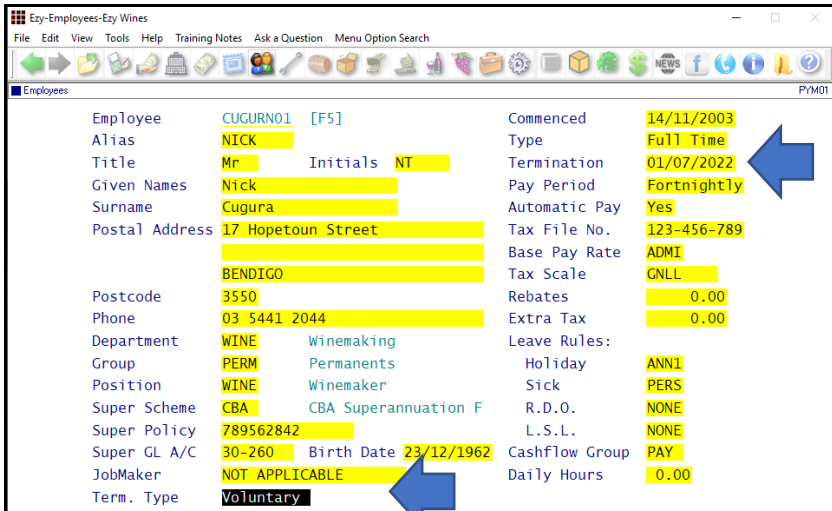 Ezy-Employees-Ezy Wines
File Edit View Tools Help Training Notes Ask a Question Menu Option Search
NEWS f i ?
Employees PYM01
Employee CUGURN01 [F5] Commenced 14/11/2003
Alias NICK Type Full Time
Title Mr Initials NT Termination 01/07/2022
Given Names Nick Pay Period Fortnightly
Surname Cugura Automatic Pay Yes
Postal Address 17 Hopetoun Street Tax File No. 123-456-789
Base Pay Rate ADMI
BENDIGO Tax Scale GNLL
Postcode 3550 Rebates 0.00
Phone 03 5441 2044 Extra Tax 0.00
Department WINE Winemaking Leave Rules:
Group PERM Permanents Holiday ANN1
Position WINE Winemaker Sick PERS
Super Scheme CBA CBA Superannuation F R.D.O. NONE
Super Policy 789562842 L.S.L. NONE
Super GL A/C 30-260 Birth Date 23/12/1962 Cashflow Group PAY
JobMaker NOT APPLICABLE Daily Hours 0.00
Term. Type Voluntary